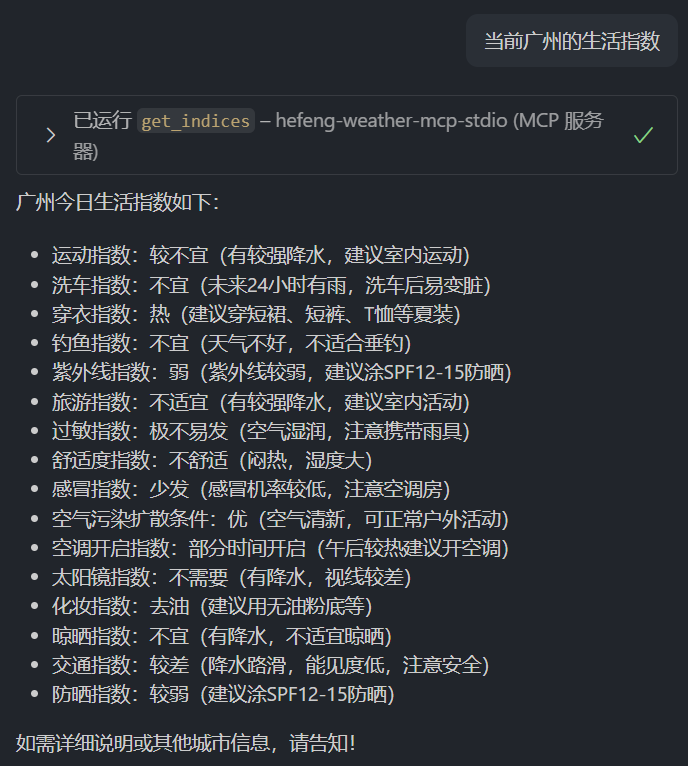 当前广州的生活指数
已运行 get_indices – hefeng-weather-mcp-stdio (MCP 服务
器)
广州今日生活指数如下：
• 运动指数：较不宜（有较强降水，建议室内运动）
• 洗车指数：不宜（未来24小时有雨，洗车后易变脏）
• 穿衣指数：热（建议穿短裙、短裤、T恤等夏装）
• 钓鱼指数：不宜（天气不好，不适合垂钓）
• 紫外线指数：弱（紫外线较弱，建议涂SPF12-15防晒）
• 旅游指数：不适宜（有较强降水，建议室内活动）
• 过敏指数：极不易发（空气湿润，注意携带雨具）
• 舒适度指数：不舒适（闷热，湿度大）
• 感冒指数：少发（感冒机率较低，注意空调房）
• 空气污染扩散条件：优（空气清新，可正常户外活动）
• 空调开启指数：部分时间开启（午后较热建议开空调）
• 太阳镜指数：不需要（有降水，视线较差）
• 化妆指数：去油（建议用无油粉底等）
• 晾晒指数：不宜（有降水，不适宜晾晒）
• 交通指数：较差（降水路滑，能见度低，注意安全）
• 防晒指数：较弱（建议涂SPF12-15防晒）
如需详细说明或其他城市信息，请告知！